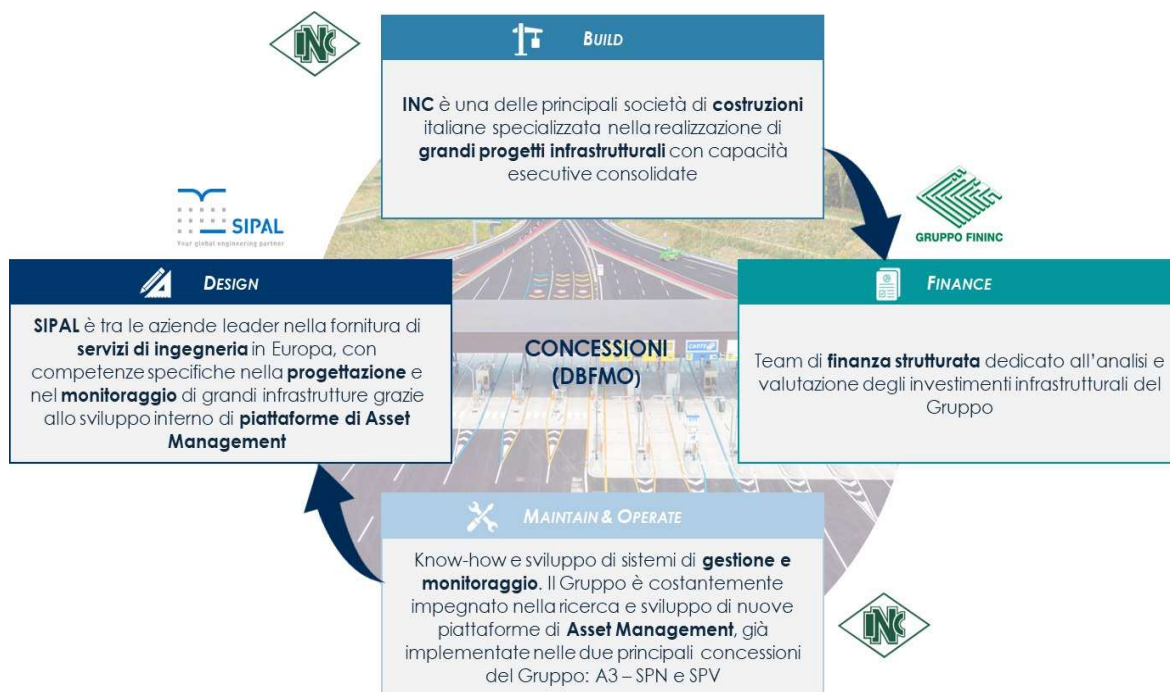 INC
BUILD
INC è una delle principali società di costruzioni
italiane specializzata nella realizzazione di
grandi progetti infrastrutturali con capacità
esecutive consolidate
SIPAL
Your global engineering partner
GRUPPO FININC
DESIGN
SIPAL è tra le aziende leader nella fornitura di
servizi di ingegneria in Europa, con
competenze specifiche nella progettazione e
nel monitoraggio di grandi infrastrutture grazie
allo sviluppo interno di piattaforme di Asset
Management
CONCESSIONI
(DBFMO)
FINANCE
Team di finanza strutturata dedicato all'analisi e
valutazione degli investimenti infrastrutturali del
Gruppo
MAINTAIN & OPERATE
Know-how e sviluppo di sistemi di gestione e
monitoraggio. Il Gruppo è costantemente
impegnato nella ricerca e sviluppo di nuove
piattaforme di Asset Management, già
implementate nelle due principali concessioni
del Gruppo: A3 – SPN e SPV
INC